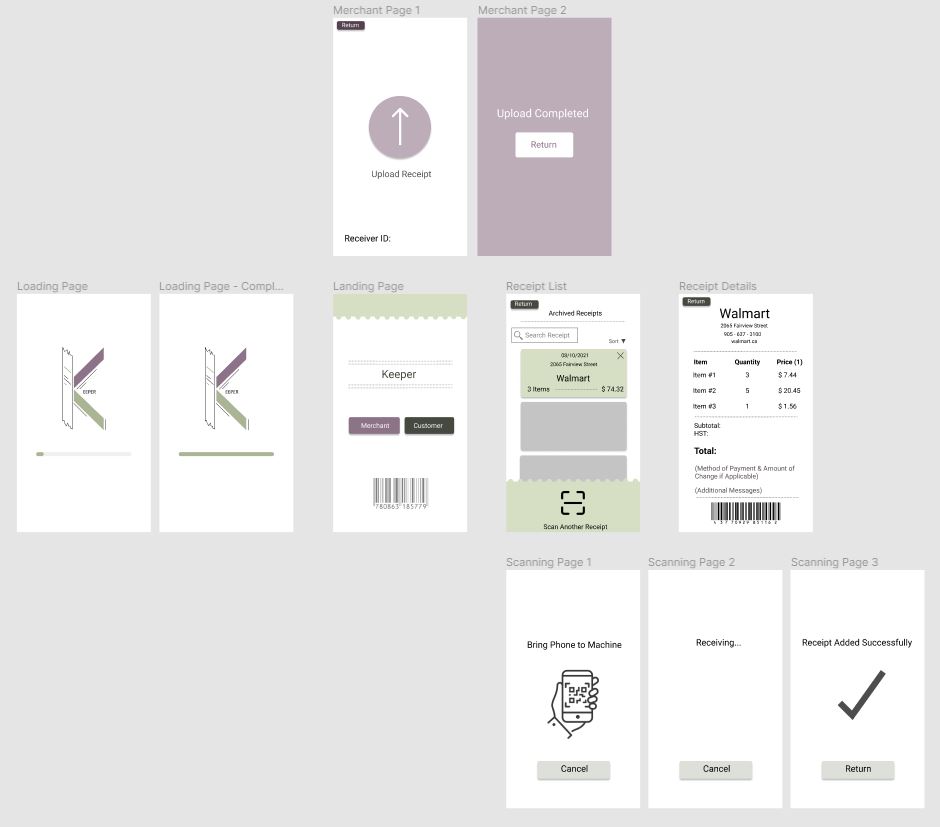 Merchant Page 1
Merchant Page 2
Return
Upload Receipt
Receiver ID:
Upload Completed
Return
Loading Page
Loading Page - Compl...
Landing Page
Receipt List
Receipt Details
EEPER
EEPER
Keeper
Merchant
Customer
780863 185779
Return
Archived Receipts
Search Receipt
Sort ▼
03/10/2021
2065 Fairview Street
Walmart
3 Items
$ 74.32
Scan Another Receipt
Return
Walmart
2065 Fairview Street
905 - 637 - 3100
walmart.ca
Item Quantity Price (1)
Item #1 3 $ 7.44
Item #2 5 $ 20.45
Item #3 1 $ 1.56
Subtotal:
HST:
Total:
(Method of Payment & Amount of
Change if Applicable)
(Additional Messages)
Scanning Page 1
Scanning Page 2
Scanning Page 3
Bring Phone to Machine
Cancel
Receiving...
Cancel
Receipt Added Successfully
Return